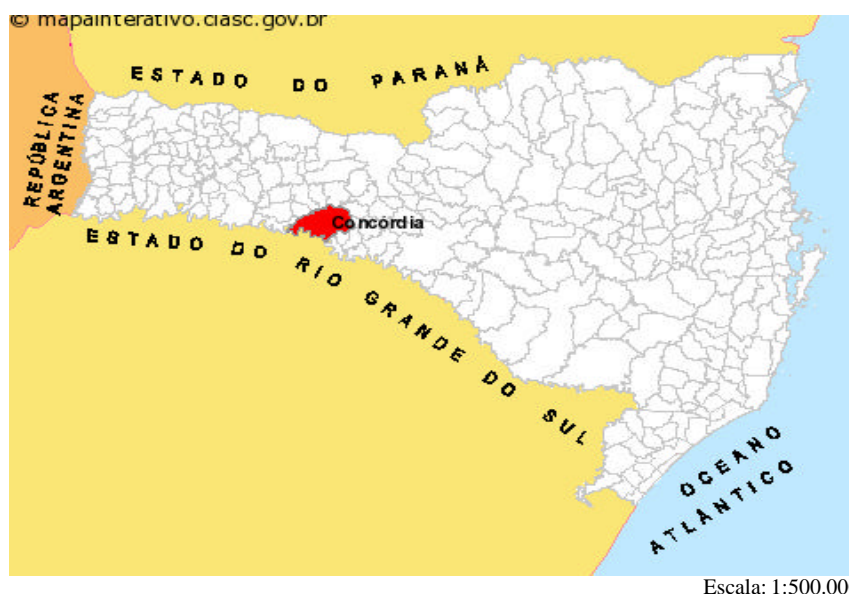 © mapainterativo.ciasc.gov.br
ESTADO DO PARANÁ
REPÚBLICA
ARGENTINA
Concórdia
ESTADO DO RIO GRANDE DO SUL
OCEANO
ATLÂNTICO
Escala: 1:500.00